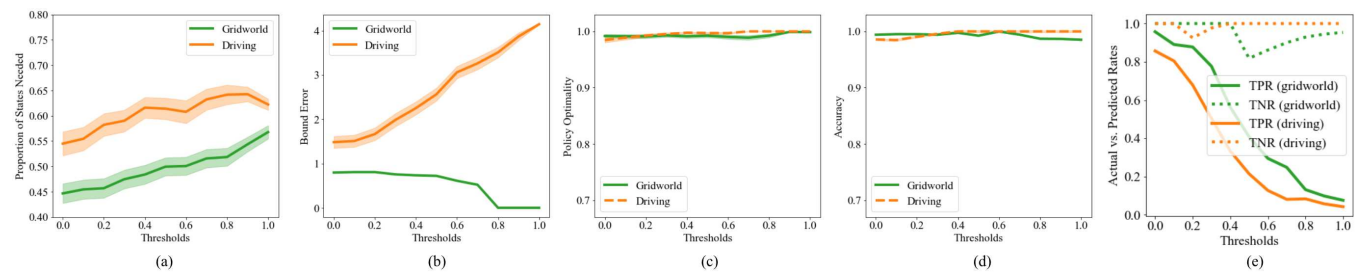 Proportion of States Needed
0.80
0.75
0.70
0.65
0.60
0.55
0.50
0.45
0.40
Gridworld
Driving
0.0 0.2 0.4 0.6 0.8 1.0
Thresholds
(a)
Bound Error
4
3
2
1
0
Gridworld
Driving
0.0 0.2 0.4 0.6 0.8 1.0
Thresholds
(b)
Policy Optimality
1.0
0.9
0.8
0.7
Gridworld
Driving
0.0 0.2 0.4 0.6 0.8 1.0
Thresholds
(c)
Accuracy
1.0
0.9
0.8
0.7
Gridworld
Driving
0.0 0.2 0.4 0.6 0.8 1.0
Thresholds
(d)
Actual vs. Predicted Rates
1.0
0.8
0.6
0.4
0.2
0.0
TPR (gridworld)
TNR (gridworld)
TPR (driving)
TNR (driving)
0.0 0.2 0.4 0.6 0.8 1.0
Thresholds
(e)